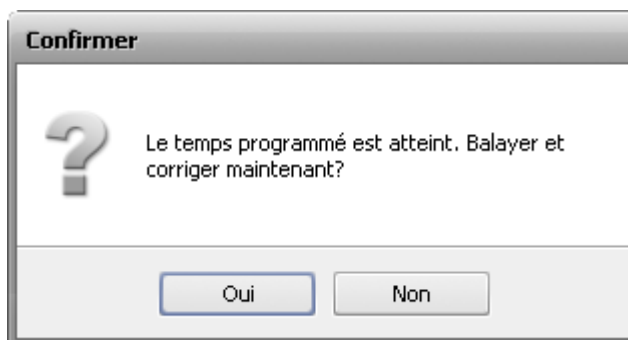 Confirmer
Le temps programmé est atteint. Balayer et
corriger maintenant?
Oui
Non